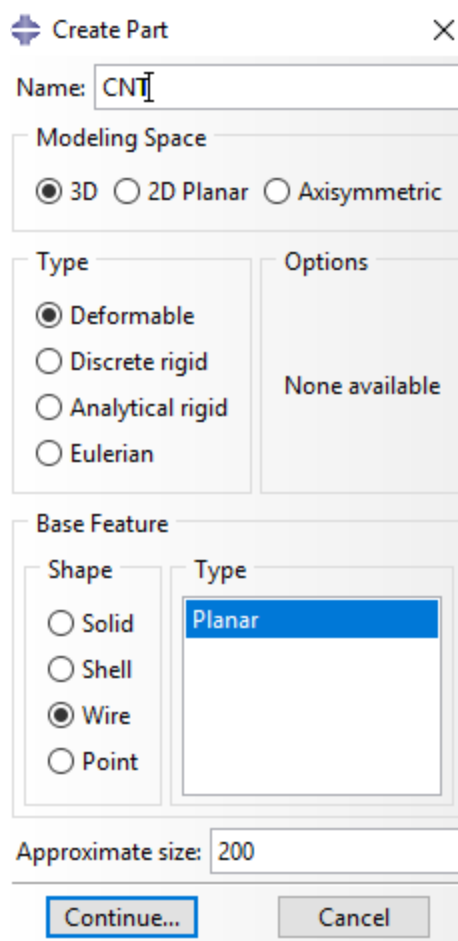 Create Part
Name: CNT
Modeling Space
3D 2D Planar Axisymmetric
Type
Options
Deformable
Discrete rigid
Analytical rigid
Eulerian
None available
Base Feature
Shape
Type
Solid
Shell
Wire
Point
Planar
Approximate size: 200
Continue... Cancel